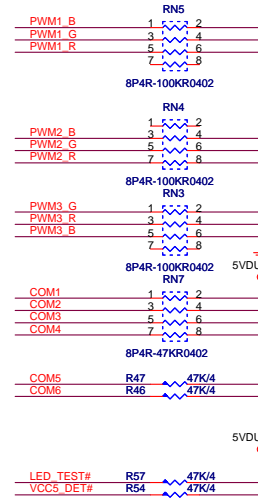 RN5
PWM1_B 1 2
PWM1_G 3 4
PWM1_R 5 6
7 8
8P4R-100KR0402
RN4
PWM2_B 1 2
PWM2_G 3 4
PWM2_R 5 6
7 8
8P4R-100KR0402
RN3
PWM3_G 1 2
PWM3_R 3 4
PWM3_B 5 6
7 8
8P4R-100KR0402
5VDU
RN7
COM1 1 2
COM2 3 4
COM3 5 6
COM4 7 8
8P4R-47KR0402
COM5 R47 47K/4
COM6 R46 47K/4
5VDU
LED_TEST# R57 47K/4
VCC5_DET# R54 47K/4